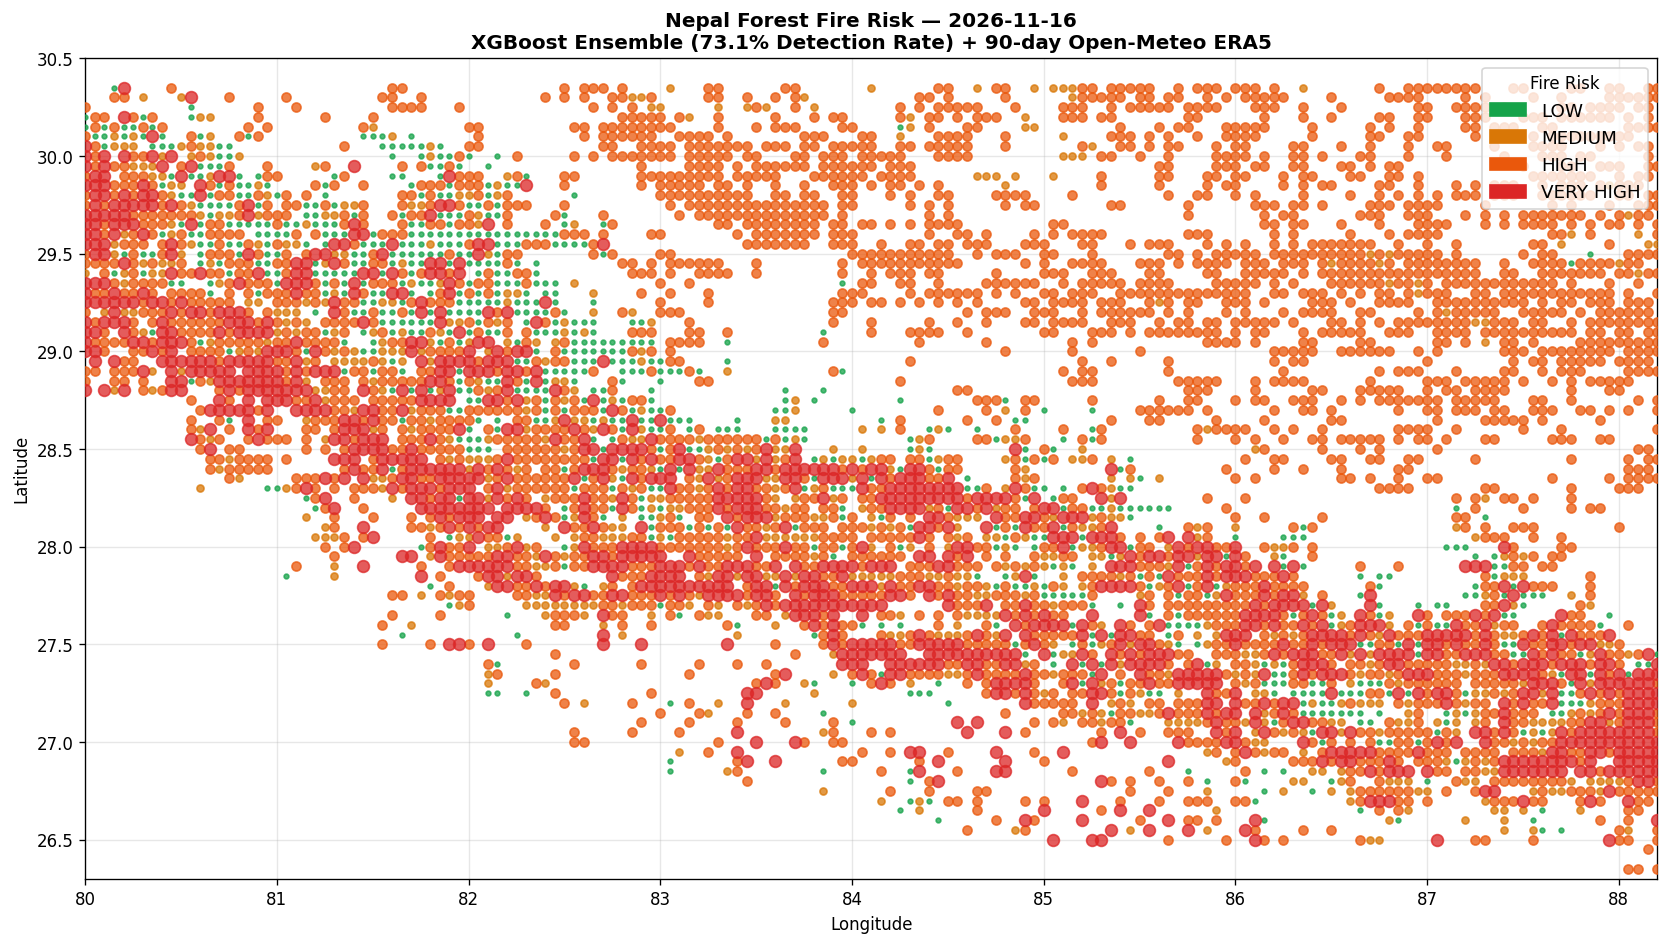 Nepal Forest Fire Risk — 2026-11-16
XGBoost Ensemble (73.1% Detection Rate) + 90-day Open-Meteo ERA5
Fire Risk
LOW
MEDIUM
HIGH
VERY HIGH
30.5
30.0
29.5
29.0
28.5
28.0
27.5
27.0
26.5
Latitude
80
81
82
83
84
85
86
87
88
Longitude